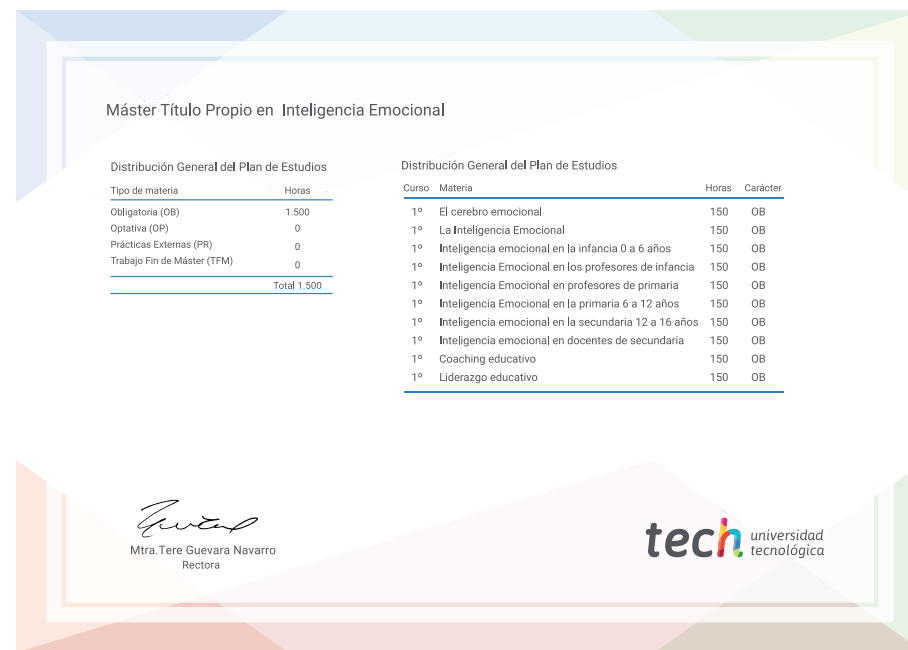 Máster Título Propio en Inteligencia Emocional
Distribución General del Plan de Estudios
Tipo de materia Horas
Obligatoria (OB) 1.500
Optativa (OP) 0
Prácticas Externas (PR) 0
Trabajo Fin de Máster (TFM) 0
Total 1.500
Distribución General del Plan de Estudios
Curso Materia Horas Carácter
1º El cerebro emocional 150 OB
1º La Inteligencia Emocional 150 OB
1º Inteligencia emocional en la infancia 0 a 6 años 150 OB
1º Inteligencia Emocional en los profesores de infancia 150 OB
1º Inteligencia Emocional en profesores de primaria 150 OB
1º Inteligencia Emocional en la primaria 6 a 12 años 150 OB
1º Inteligencia emocional en la secundaria 12 a 16 años 150 OB
1º Inteligencia emocional en docentes de secundaria 150 OB
1º Coaching educativo 150 OB
1º Liderazgo educativo 150 OB
Mtra.Tere Guevara Navarro
Rectora
tech universidad
tecnológica